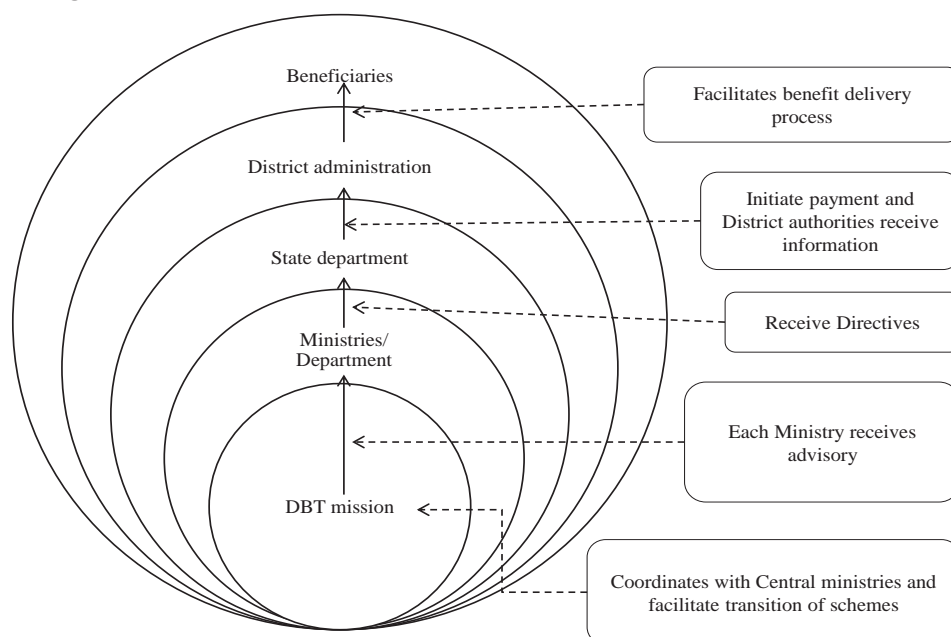 Beneficiaries
Facilitates benefit delivery
process
District administration
Initiate payment and
District authorities receive
information
State department
Receive Directives
Ministries/
Department
Each Ministry receives
advisory
DBT mission
Coordinates with Central ministries and
facilitate transition of schemes